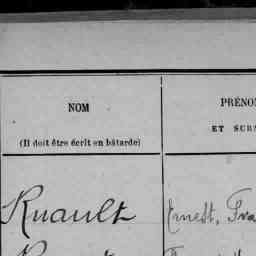 NOM
PRÉNO
(Il doit être écrit en bâtarde)
ET SUR
Ruault
Ernest, Fra